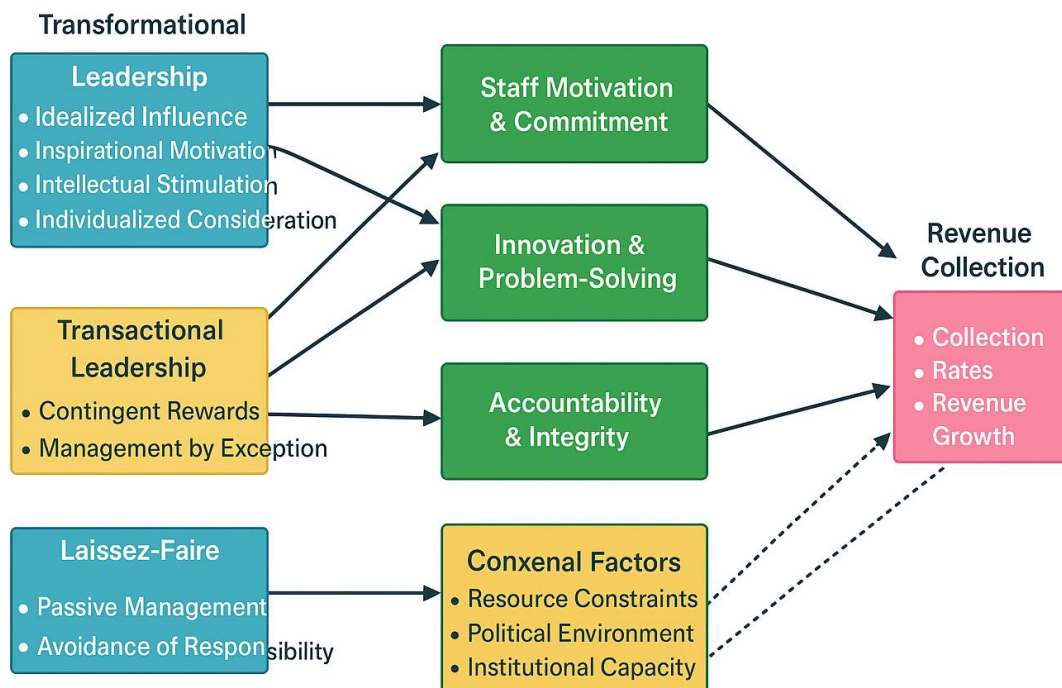 Transformational
Leadership
• Idealized Influence
• Inspirational Motivation
• Intellectual Stimulation
• Individualized Consideration
Transactional
Leadership
• Contingent Rewards
• Management by Exception
Laissez-Faire
• Passive Management
• Avoidance of Responsibility
Staff Motivation
& Commitment
Innovation &
Problem-Solving
Accountability
& Integrity
Conxenal Factors
• Resource Constraints
• Political Environment
• Institutional Capacity
Revenue
Collection
• Collection
• Rates
• Revenue
Growth